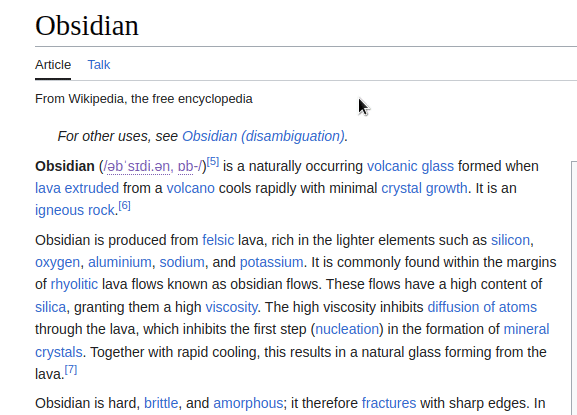 Obsidian
Article Talk
From Wikipedia, the free encyclopedia
For other uses, see Obsidian (disambiguation).
Obsidian (/əbˈsɪdi.ən, ɒb-/)[5] is a naturally occurring volcanic glass formed when
lava extruded from a volcano cools rapidly with minimal crystal growth. It is an
igneous rock.[6]
Obsidian is produced from felsic lava, rich in the lighter elements such as silicon,
oxygen, aluminium, sodium, and potassium. It is commonly found within the margins
of rhyolitic lava flows known as obsidian flows. These flows have a high content of
silica, granting them a high viscosity. The high viscosity inhibits diffusion of atoms
through the lava, which inhibits the first step (nucleation) in the formation of mineral
crystals. Together with rapid cooling, this results in a natural glass forming from the
lava.[7]
Obsidian is hard, brittle, and amorphous; it therefore fractures with sharp edges. In